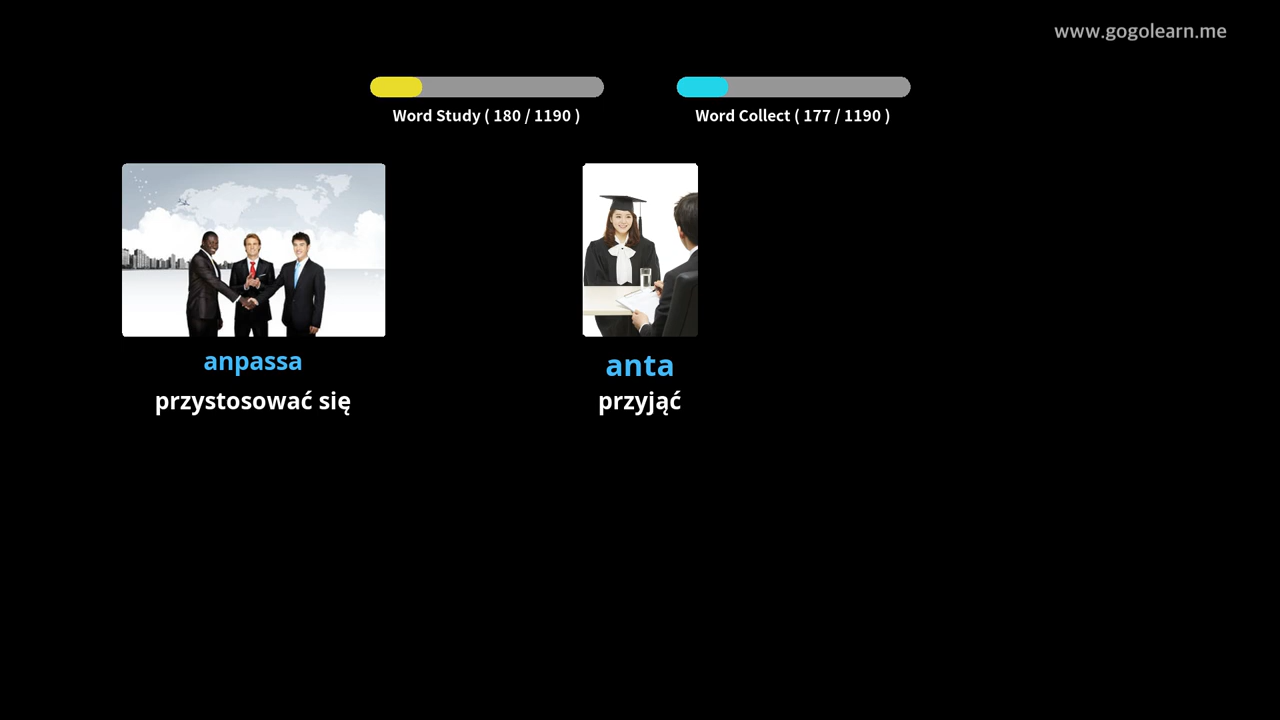 www.gogolearn.me
Word Study ( 180 / 1190 )
Word Collect ( 177 / 1190 )
anpassa
przystosować się
anta
przyjąć